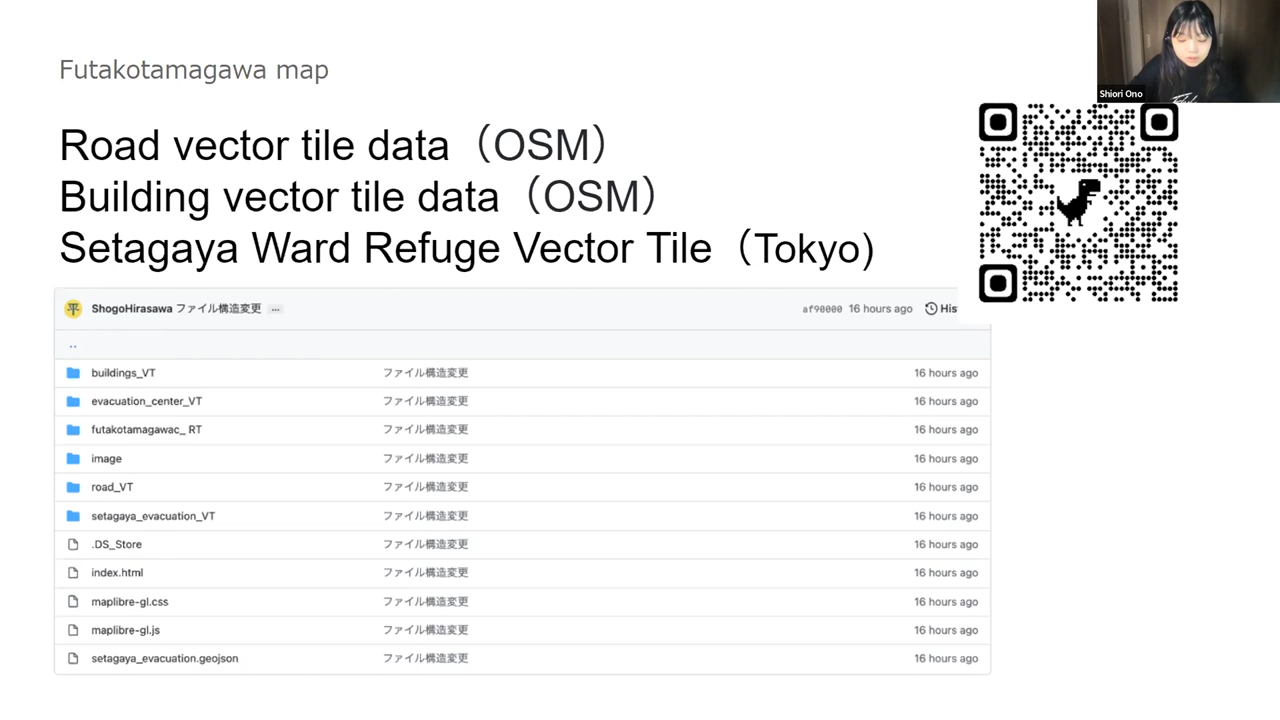 Futakotamagawa map
Shiori Ono
Road vector tile data（OSM）
Building vector tile data（OSM）
Setagaya Ward Refuge Vector Tile（Tokyo)
平 ShogoHirasawa ファイル構造変更 ... af90000 16 hours ago His
..
buildings_VT ファイル構造変更 16 hours ago
evacuation_center_VT ファイル構造変更 16 hours ago
futakotamagawac_ RT ファイル構造変更 16 hours ago
image ファイル構造変更 16 hours ago
road_VT ファイル構造変更 16 hours ago
setagaya_evacuation_VT ファイル構造変更 16 hours ago
.DS_Store ファイル構造変更 16 hours ago
index.html ファイル構造変更 16 hours ago
maplibre-gl.css ファイル構造変更 16 hours ago
maplibre-gl.js ファイル構造変更 16 hours ago
setagaya_evacuation.geojson ファイル構造変更 16 hours ago